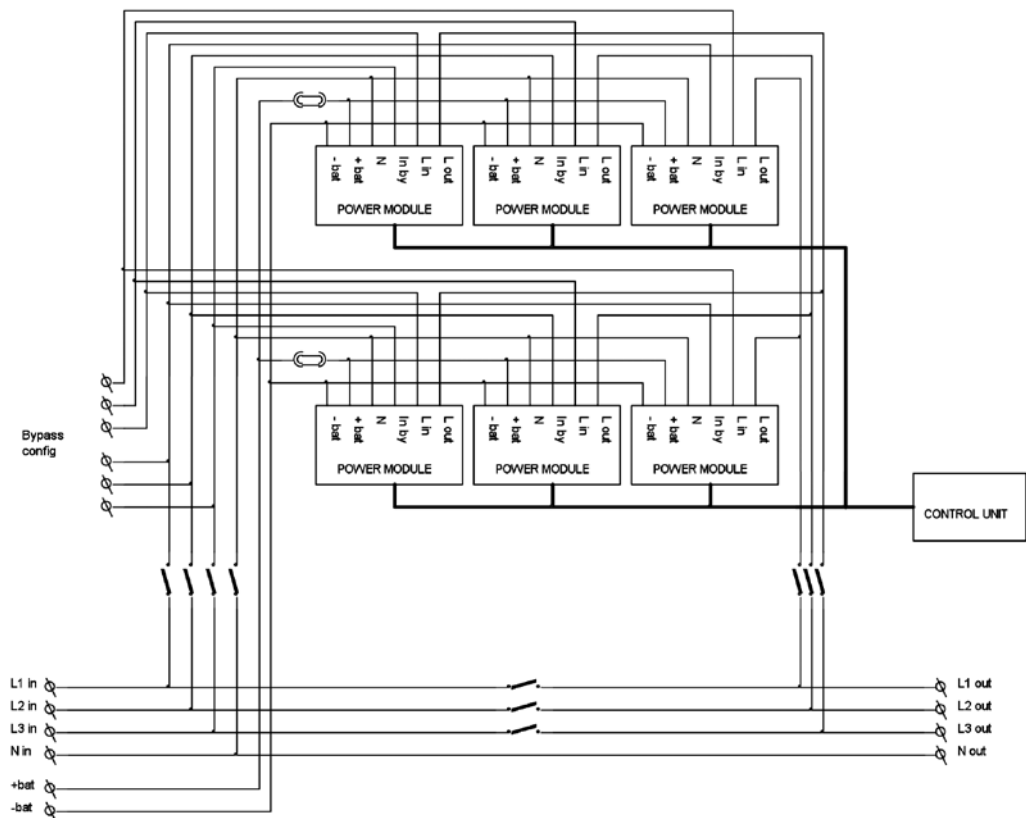 - bat
+ bat
N
In by
L in
L out
POWER MODULE
- bat
+ bat
N
In by
L in
L out
POWER MODULE
- bat
+ bat
N
In by
L in
L out
POWER MODULE
- bat
+ bat
N
In by
L in
L out
POWER MODULE
- bat
+ bat
N
In by
L in
L out
POWER MODULE
- bat
+ bat
N
In by
L in
L out
POWER MODULE
Bypass
config
CONTROL UNIT
L1 in
L1 out
L2 in
L2 out
L3 in
L3 out
N in
N out
+bat
-bat